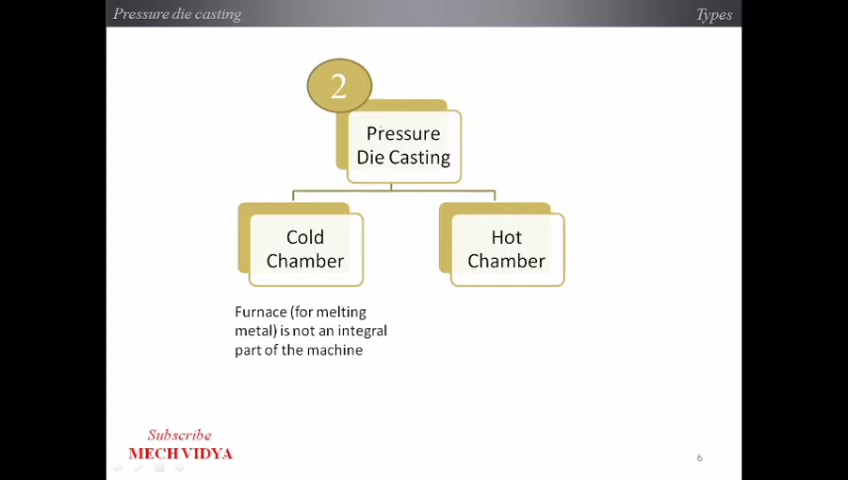 Pressure die casting
Types
2
Pressure
Die Casting
Cold
Chamber
Hot
Chamber
Furnace (for melting
metal) is not an integral
part of the machine
Subscribe
MECH VIDYA
6